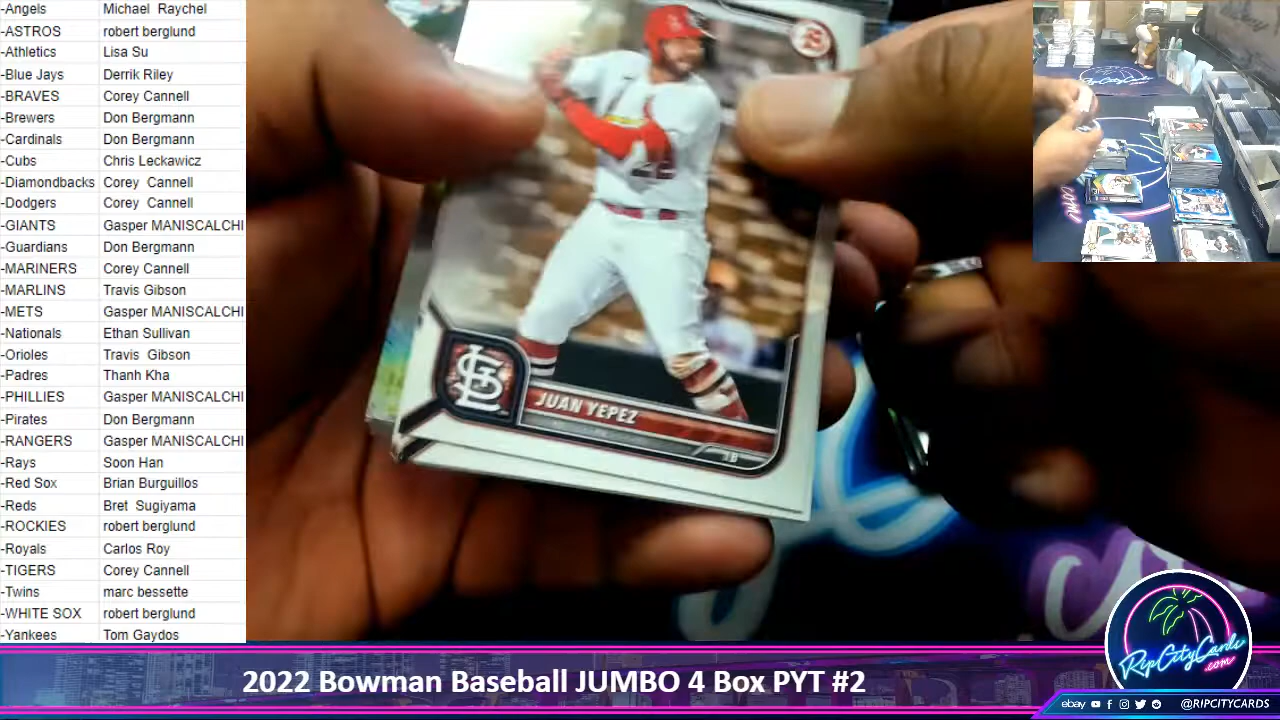 -Angels Michael Raychel
-ASTROS robert berglund
-Athletics Lisa Su
-Blue Jays Derrik Riley
-BRAVES Corey Cannell
-Brewers Don Bergmann
-Cardinals Don Bergmann
-Cubs Chris Leckawicz
-Diamondbacks Corey Cannell
-Dodgers Corey Cannell
-GIANTS Gasper MANISCALCHI
-Guardians Don Bergmann
-MARINERS Corey Cannell
-MARLINS Travis Gibson
-METS Gasper MANISCALCHI
-Nationals Ethan Sullivan
-Orioles Travis Gibson
-Padres Thanh Kha
-PHILLIES Gasper MANISCALCHI
-Pirates Don Bergmann
-RANGERS Gasper MANISCALCHI
-Rays Soon Han
-Red Sox Brian Burguillos
-Reds Bret Sugiyama
-ROCKIES robert berglund
-Royals Carlos Roy
-TIGERS Corey Cannell
-Twins marc bessette
-WHITE SOX robert berglund
-Yankees Tom Gaydos
B
STL
JUAN YEPEZ
1B
RipCityCards
.com
2022 Bowman Baseball JUMBO 4 Box PYT #2
ebay @RIPCITYCARDS